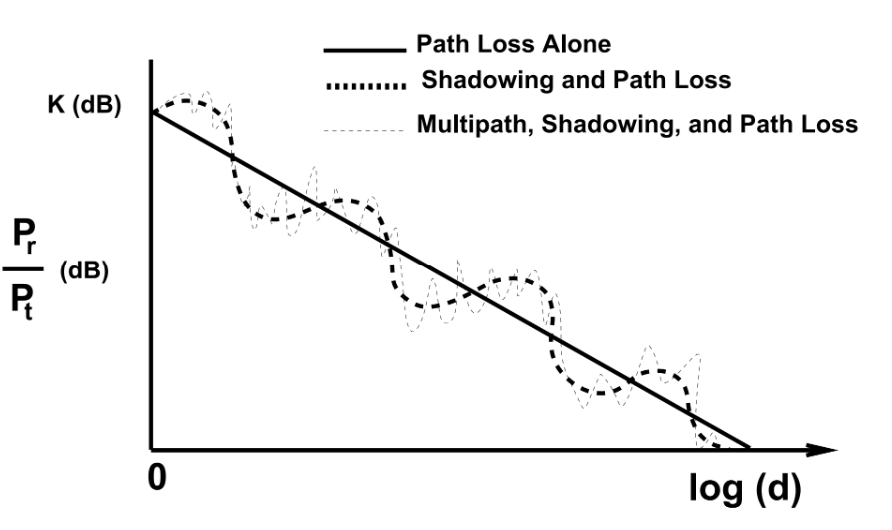 Path Loss Alone
Shadowing and Path Loss
Multipath, Shadowing, and Path Loss
K (dB)
Pr
Pt
(dB)
0
log (d)